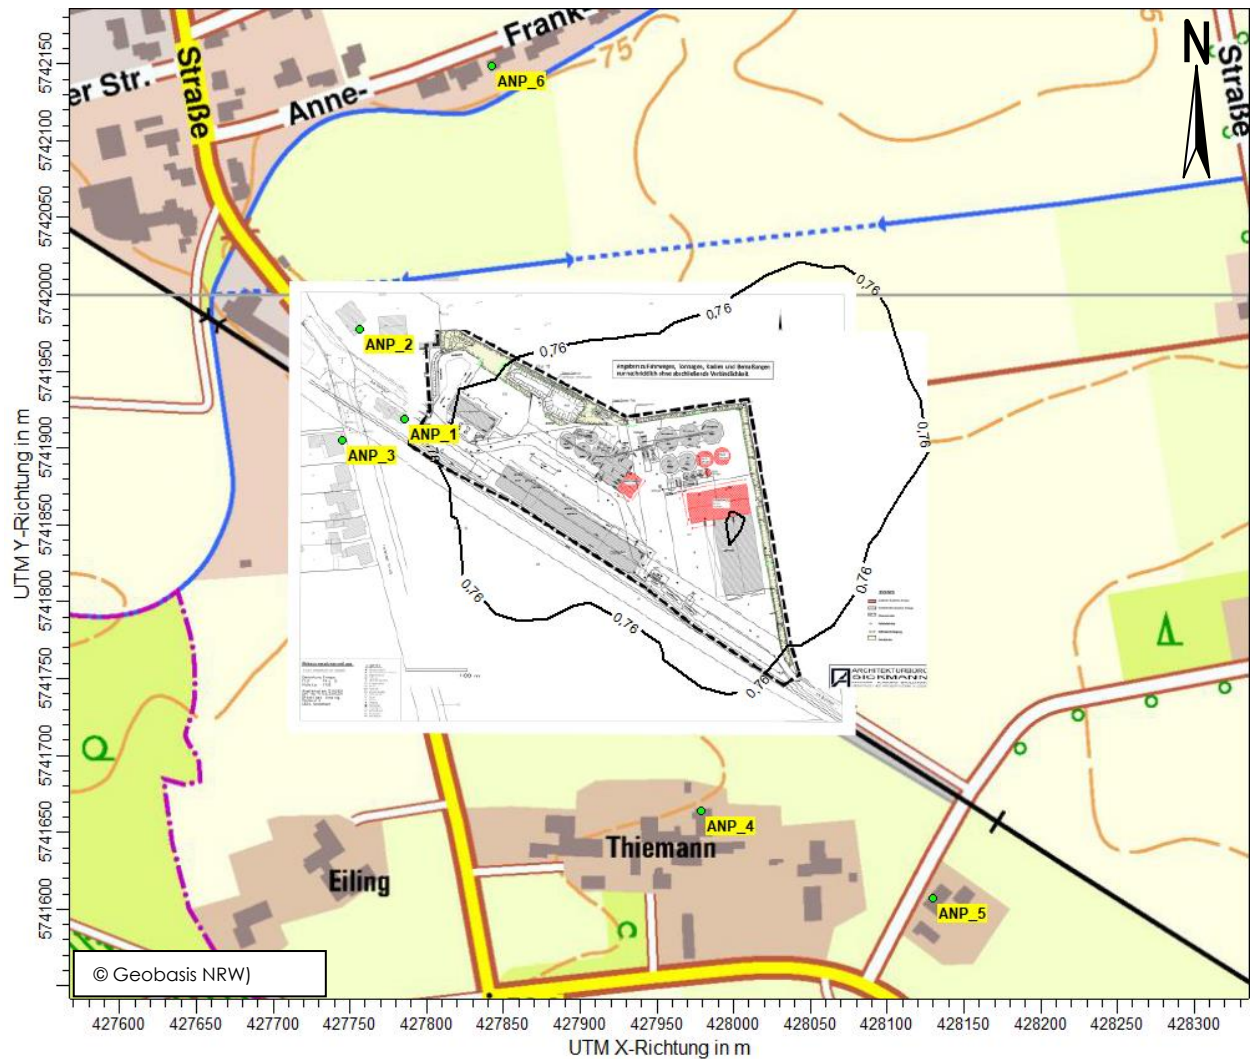 Straße
er Str.
Anne-
Frank-
75
5
N
Straße
ANP_6
ANP_2
ANP_1
ANP_3
ANP_4
ANP_5
0,76
0,76
0,76
0,76
0,76
0,76
0,76
0,76
ARCHITEKTURBÜRO
Thiemann
Eiling
© Geobasis NRW)
UTM Y-Richtung in m
5742150
5742100
5742050
5742000
5741950
5741900
5741850
5741800
5741750
5741700
5741650
5741600
427600
427650
427700
427750
427800
427850
427900
427950
428000
428050
428100
428150
428200
428250
428300
UTM X-Richtung in m